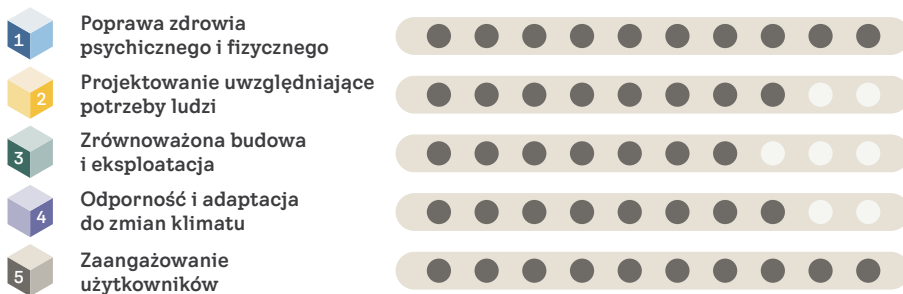 1
Poprawa zdrowia
psychicznego i fizycznego
2
Projektowanie uwzględniające
potrzeby ludzi
3
Zrównoważona budowa
i eksploatacja
4
Odporność i adaptacja
do zmian klimatu
5
Zaangażowanie
użytkowników